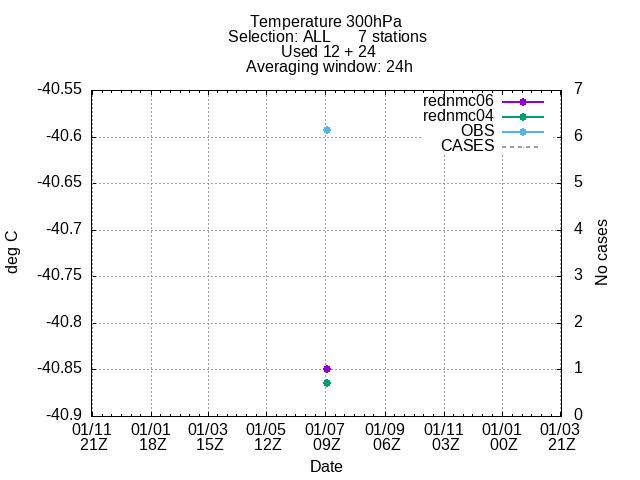 Temperature 300hPa
Selection: ALL 7 stations
Used 12 + 24
Averaging window: 24h
-40.55 7
rednmc06
rednmc04
-40.6 OBS 6
CASES
-40.65 5
-40.7 4
deg C No cases
-40.75 3
-40.8 2
-40.85 1
-40.9 0
01/11 01/01 01/03 01/05 01/07 01/09 01/11 01/01 01/03
21Z 18Z 15Z 12Z 09Z 06Z 03Z 00Z 21Z
Date